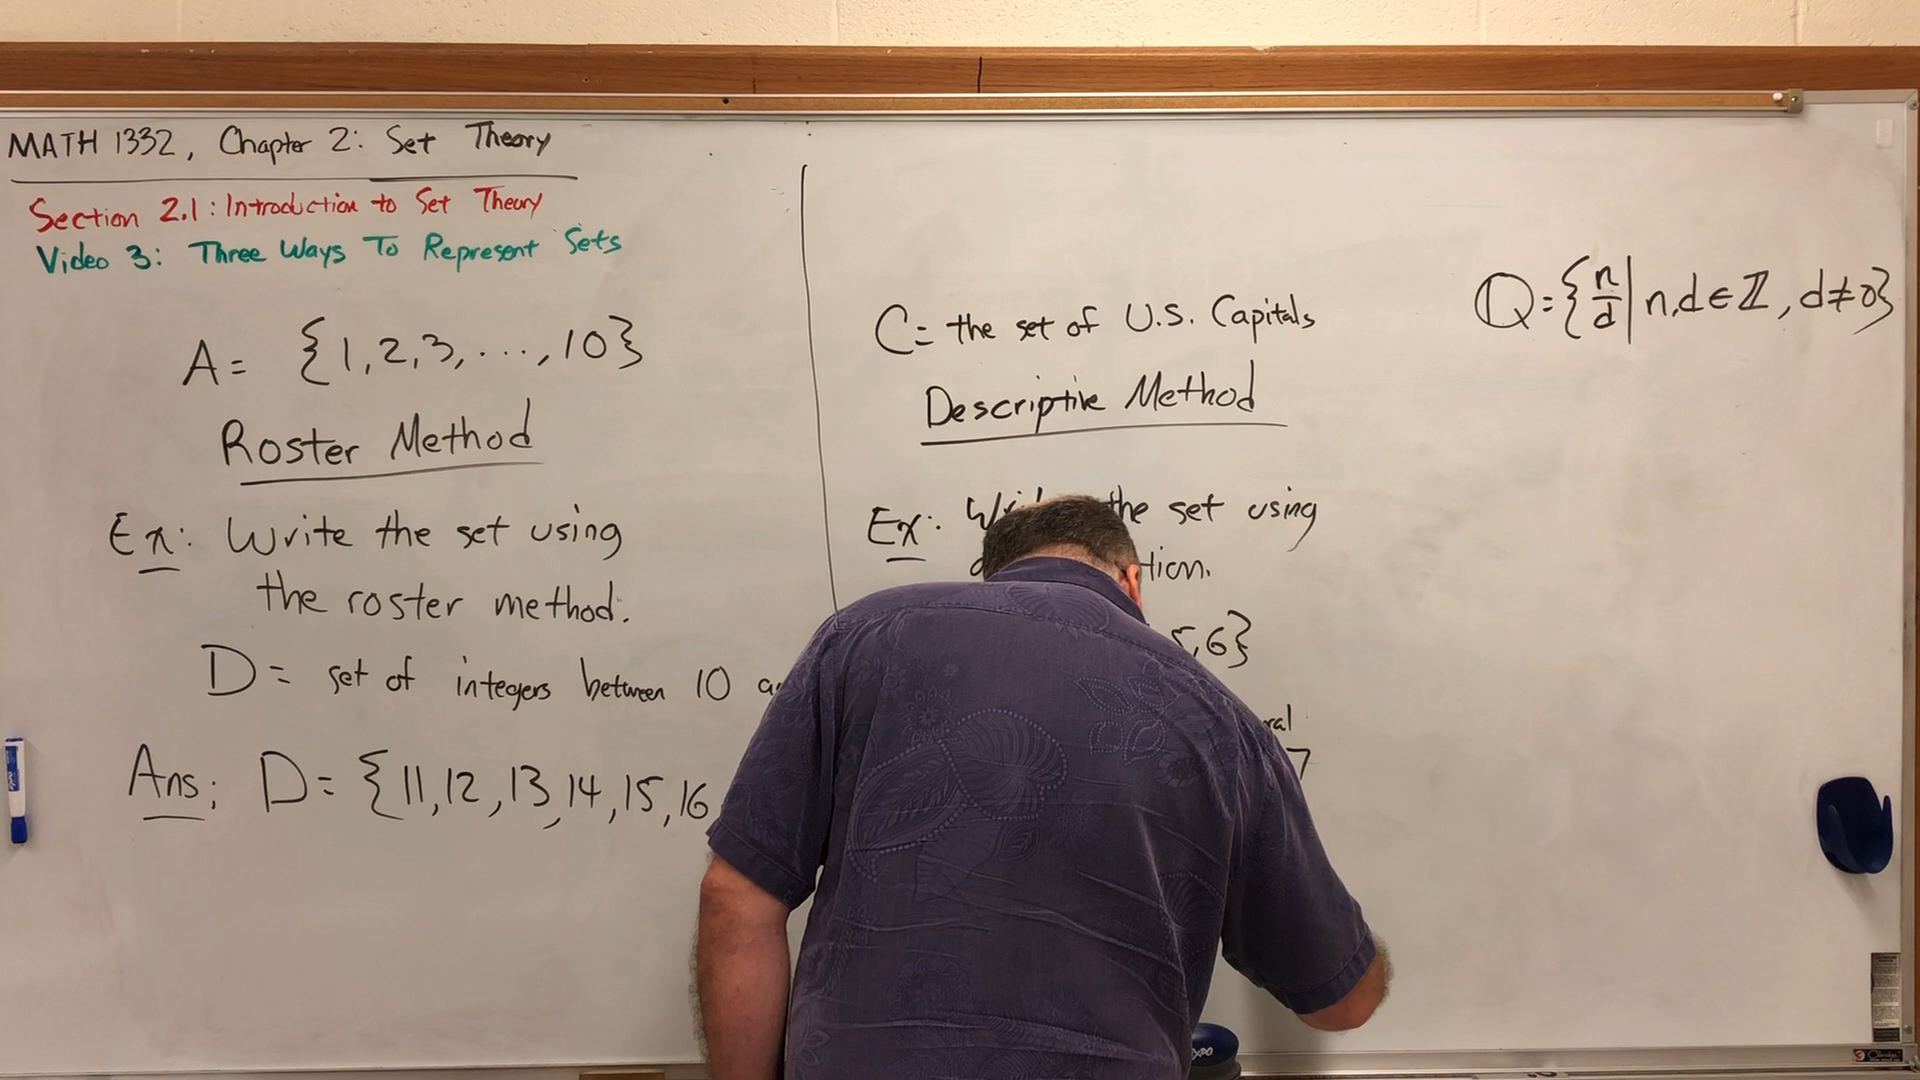 MATH 1332, Chapter 2: Set Theory
Section 2.1: Introduction to Set Theory
Video 3: Three Ways To Represent Sets
A = {1,2,3,...,10}
Roster Method
Ex: Write the set using
the roster method.
D = set of integers between 10
Ans: D = {11,12,13,14,15,16
C = the set of U.S. Capitals
Descriptive Method
Ex: the set using
,6}
7
ℚ = {n/d | n,d ∈ ℤ, d ≠ 0}
EXPO